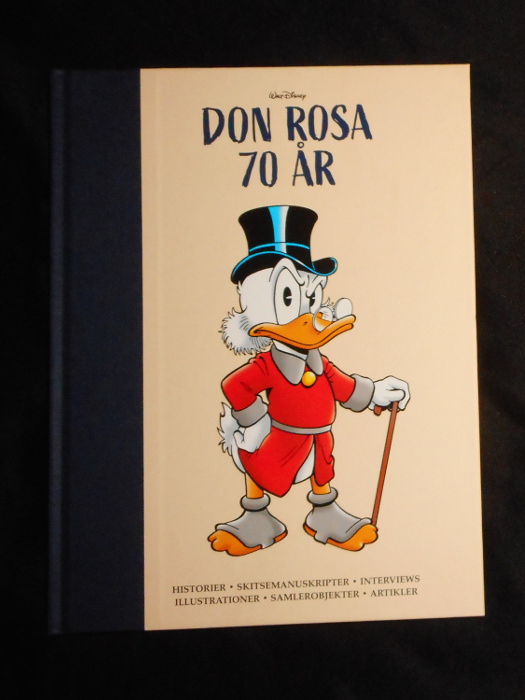 Walt Disney
DON ROSA
70 ÅR
HISTORIER • SKITSEMANUSKRIPTER • INTERVIEWS
ILLUSTRATIONER • SAMLEROBJEKTER • ARTIKLER